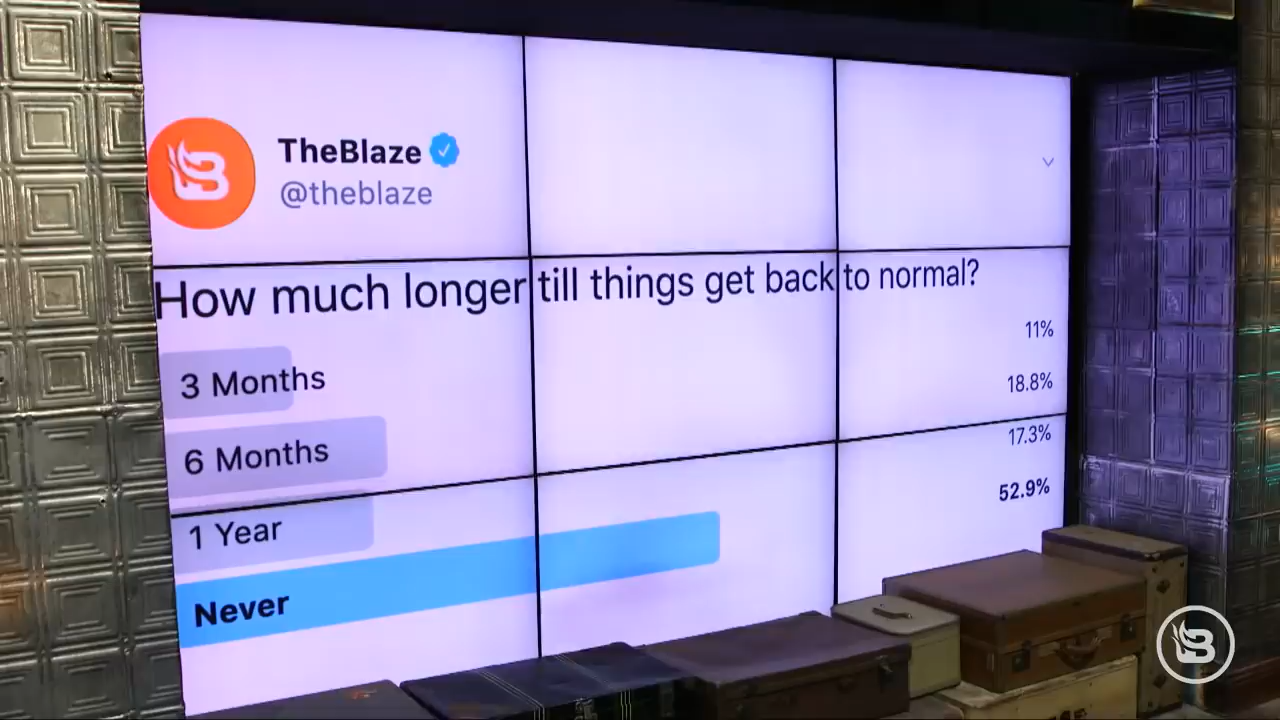 TheBlaze
@theblaze
How much longer till things get back to normal?
3 Months 11%
6 Months 18.8%
1 Year 17.3%
Never 52.9%